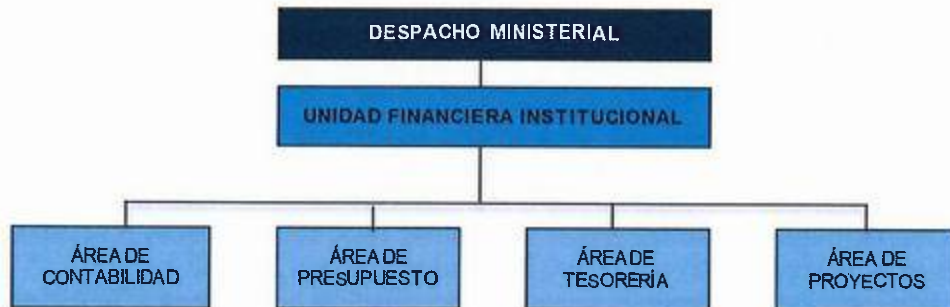 DESPACHO MINISTERIAL
UNIDAD FINANCIERA INSTITUCIONAL
ÁREA DE
CONTABILIDAD
ÁREA DE
PRESUPUESTO
ÁREA DE
TESORERÍA
ÁREA DE
PROYECTOS